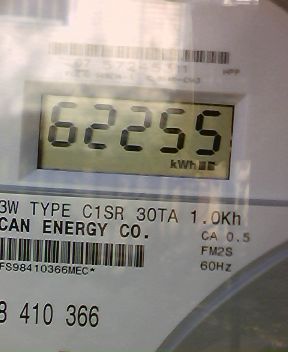 62255
kWh
3W TYPE C1SR 30TA 1.0Kh
CAN ENERGY CO.
CA 0.5
FM2S
60Hz
FS98410366MEC*
8 410 366